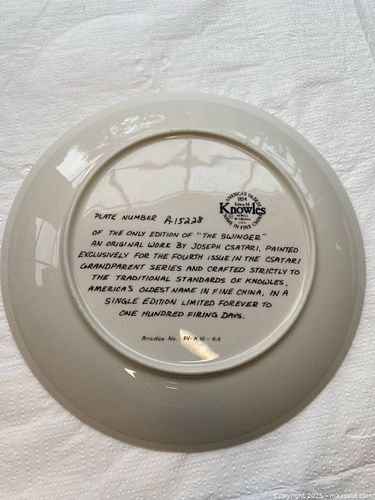 AMERICA'S OLDEST
1854
Edwin M.
Knowles
MADE IN FINE CHINA
PLATE NUMBER A-15228
OF THE ONLY EDITION OF "THE SWINGER"
AN ORIGINAL WORK BY JOSEPH CSATARI, PAINTED
EXCLUSIVELY FOR THE FOURTH ISSUE IN THE CSATARI
GRANDPARENT SERIES AND CRAFTED STRICTLY TO
THE TRADITIONAL STANDARDS OF KNOWLES,
AMERICA'S OLDEST NAME IN FINE CHINA, IN A
SINGLE EDITION LIMITED FOREVER TO
ONE HUNDRED FIRING DAYS.
Bradex No. 84-K41-4.4
Copyright 2025 - maxsold.com